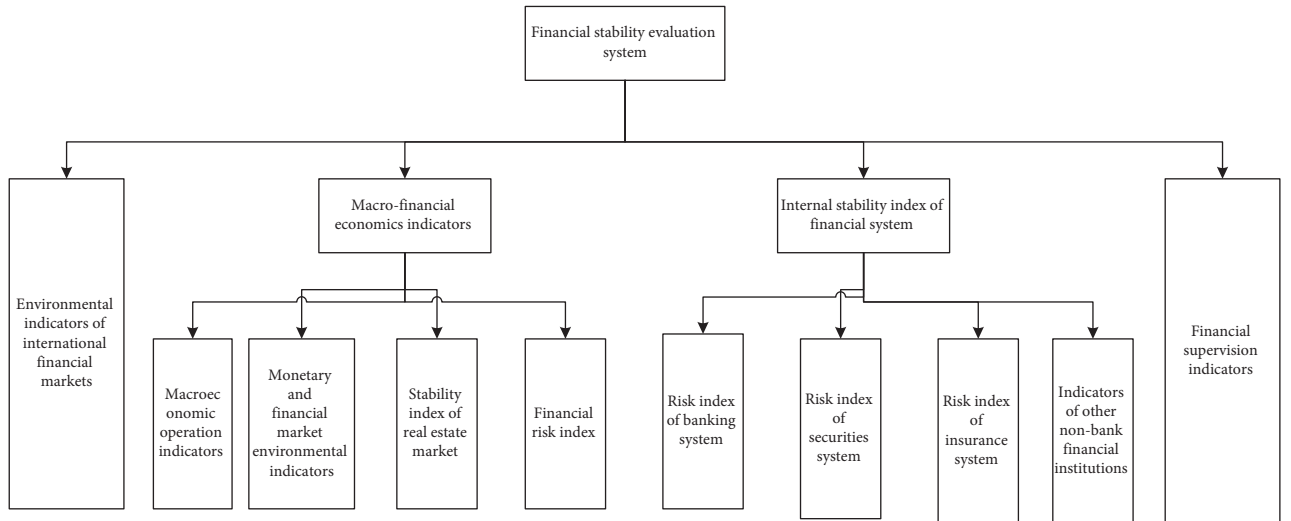 Financial stability evaluation
system
Macro-financial
economics indicators
Internal stability index of
financial system
Environmental
indicators of
international
financial
markets
Macroec
onomic
operation
indicators
Monetary
and
financial
market
environmental
indicators
Stability
index of
real estate
market
Financial
risk index
Risk index
of banking
system
Risk index
of
securities
system
Risk index
of
insurance
system
Indicators
of other
non-bank
financial
institutions
Financial
supervision
indicators